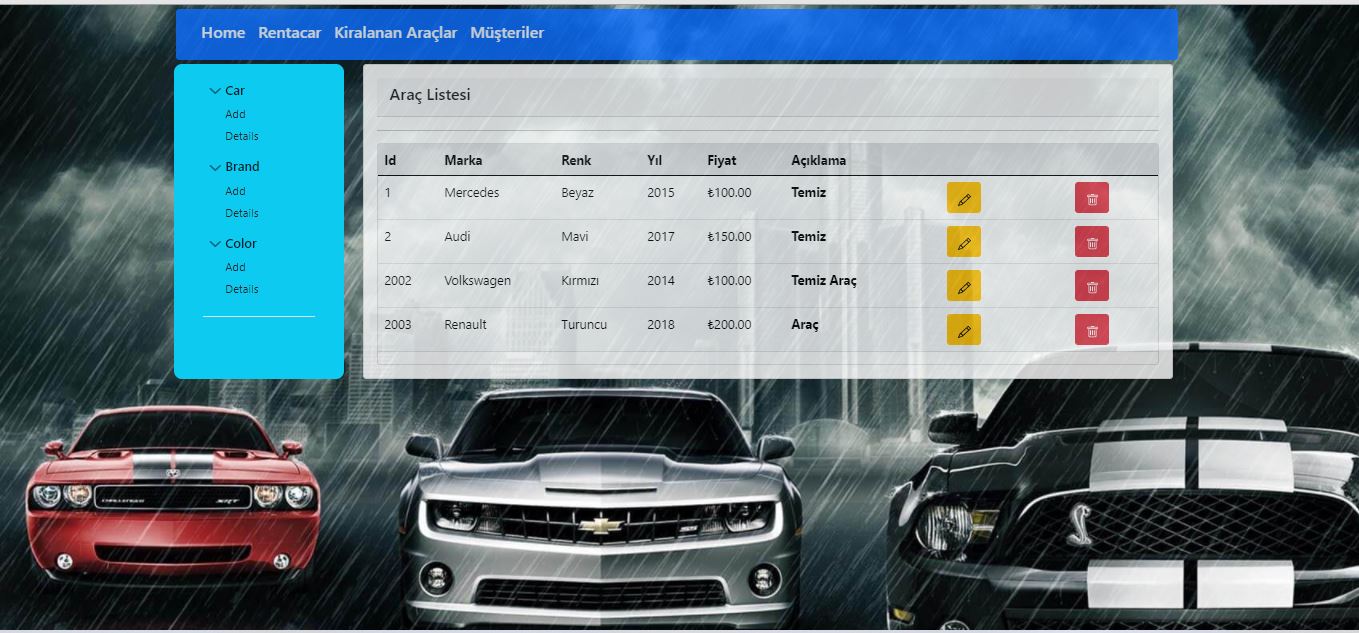 Home Rentacar Kiralanan Araçlar Müşteriler
Car
Add
Details
Brand
Add
Details
Color
Add
Details
Araç Listesi
Id Marka Renk Yıl Fiyat Açıklama
1 Mercedes Beyaz 2015 ₺100.00 Temiz
2 Audi Mavi 2017 ₺150.00 Temiz
2002 Volkswagen Kırmızı 2014 ₺100.00 Temiz Araç
2003 Renault Turuncu 2018 ₺200.00 Araç